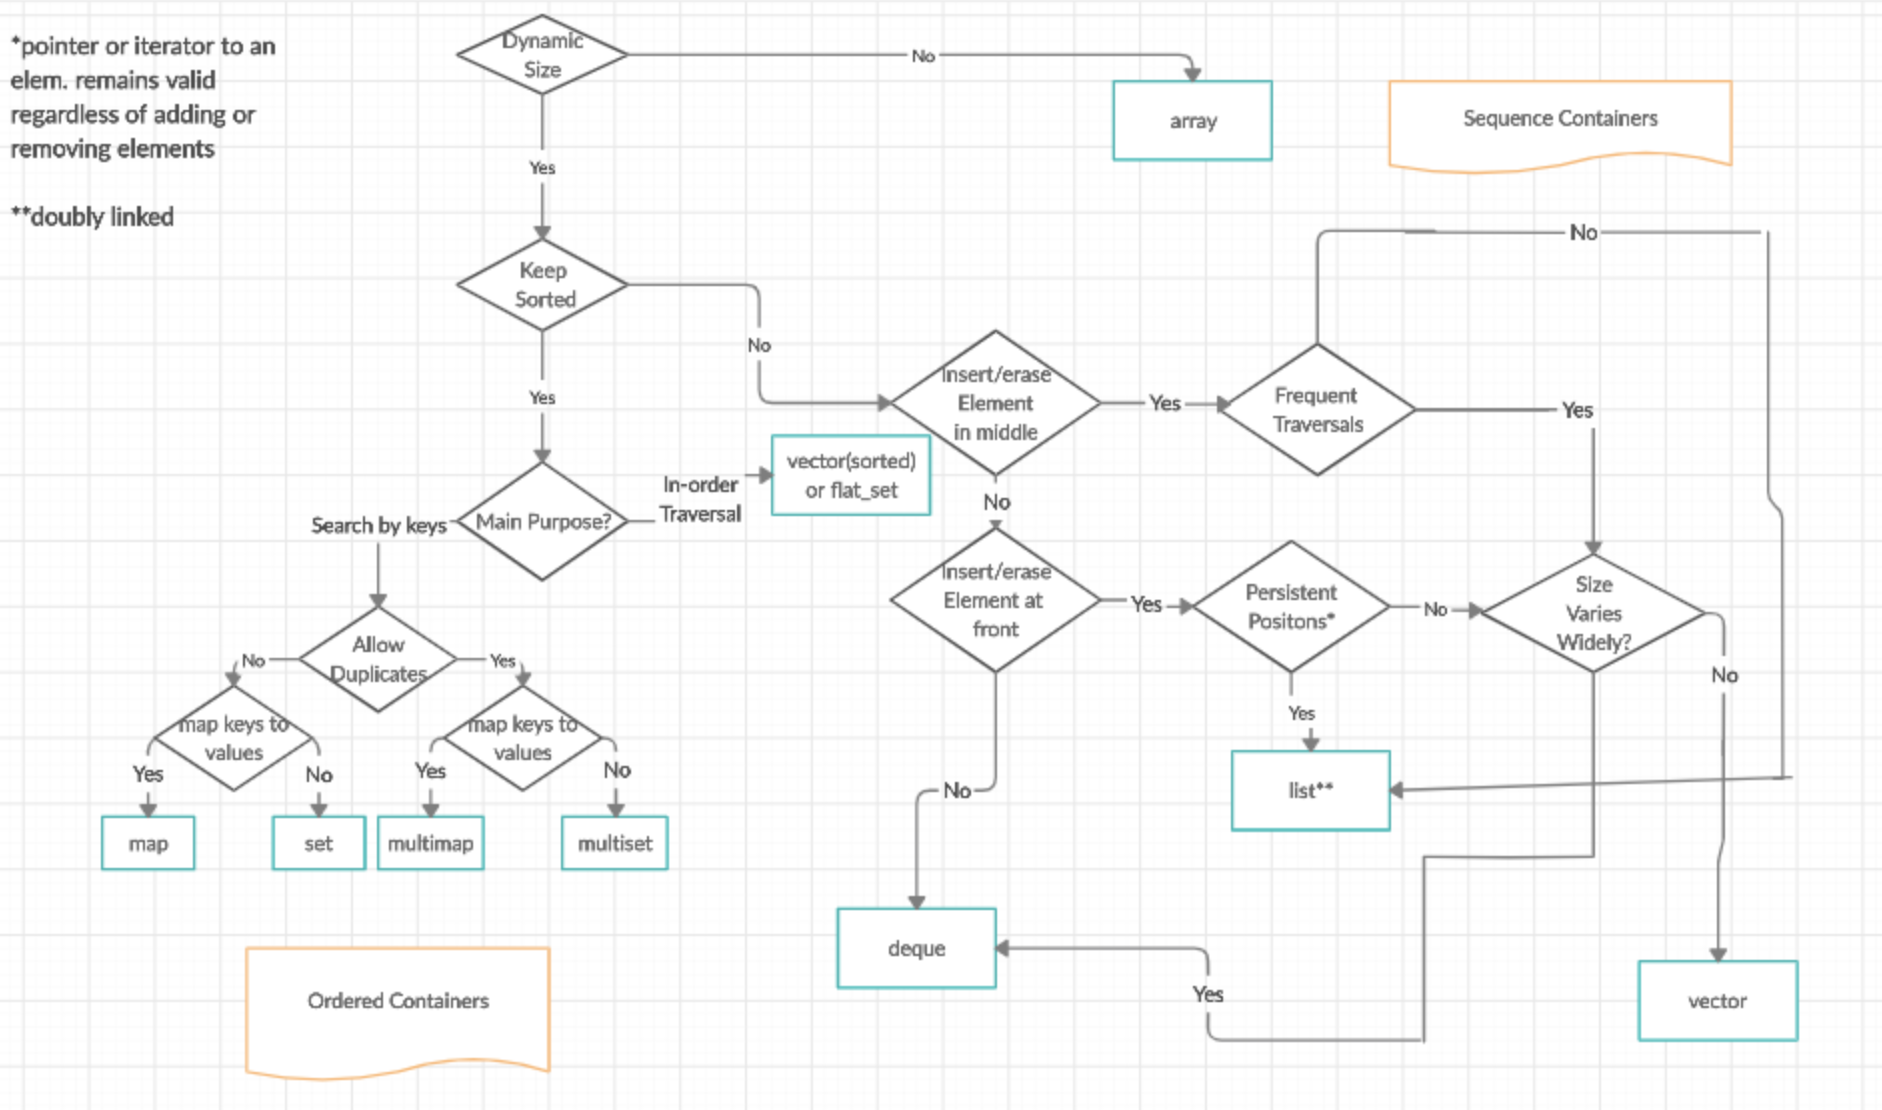 *pointer or iterator to an
elem. remains valid
regardless of adding or
removing elements
**doubly linked
Dynamic
Size
No
array
Sequence Containers
Yes
Keep
Sorted
No
No
Yes
Insert/erase
Element
in middle
Yes
Frequent
Traversals
Yes
vector(sorted)
or flat_set
In-order
Traversal
Main Purpose?
Search by keys
No
Insert/erase
Element at
front
Yes
Persistent
Positons*
No
Size
Varies
Widely?
No
Allow
Duplicates
No
Yes
map keys to
values
map keys to
values
Yes
No
Yes
No
Yes
list**
No
map
set
multimap
multiset
deque
Yes
vector
Ordered Containers